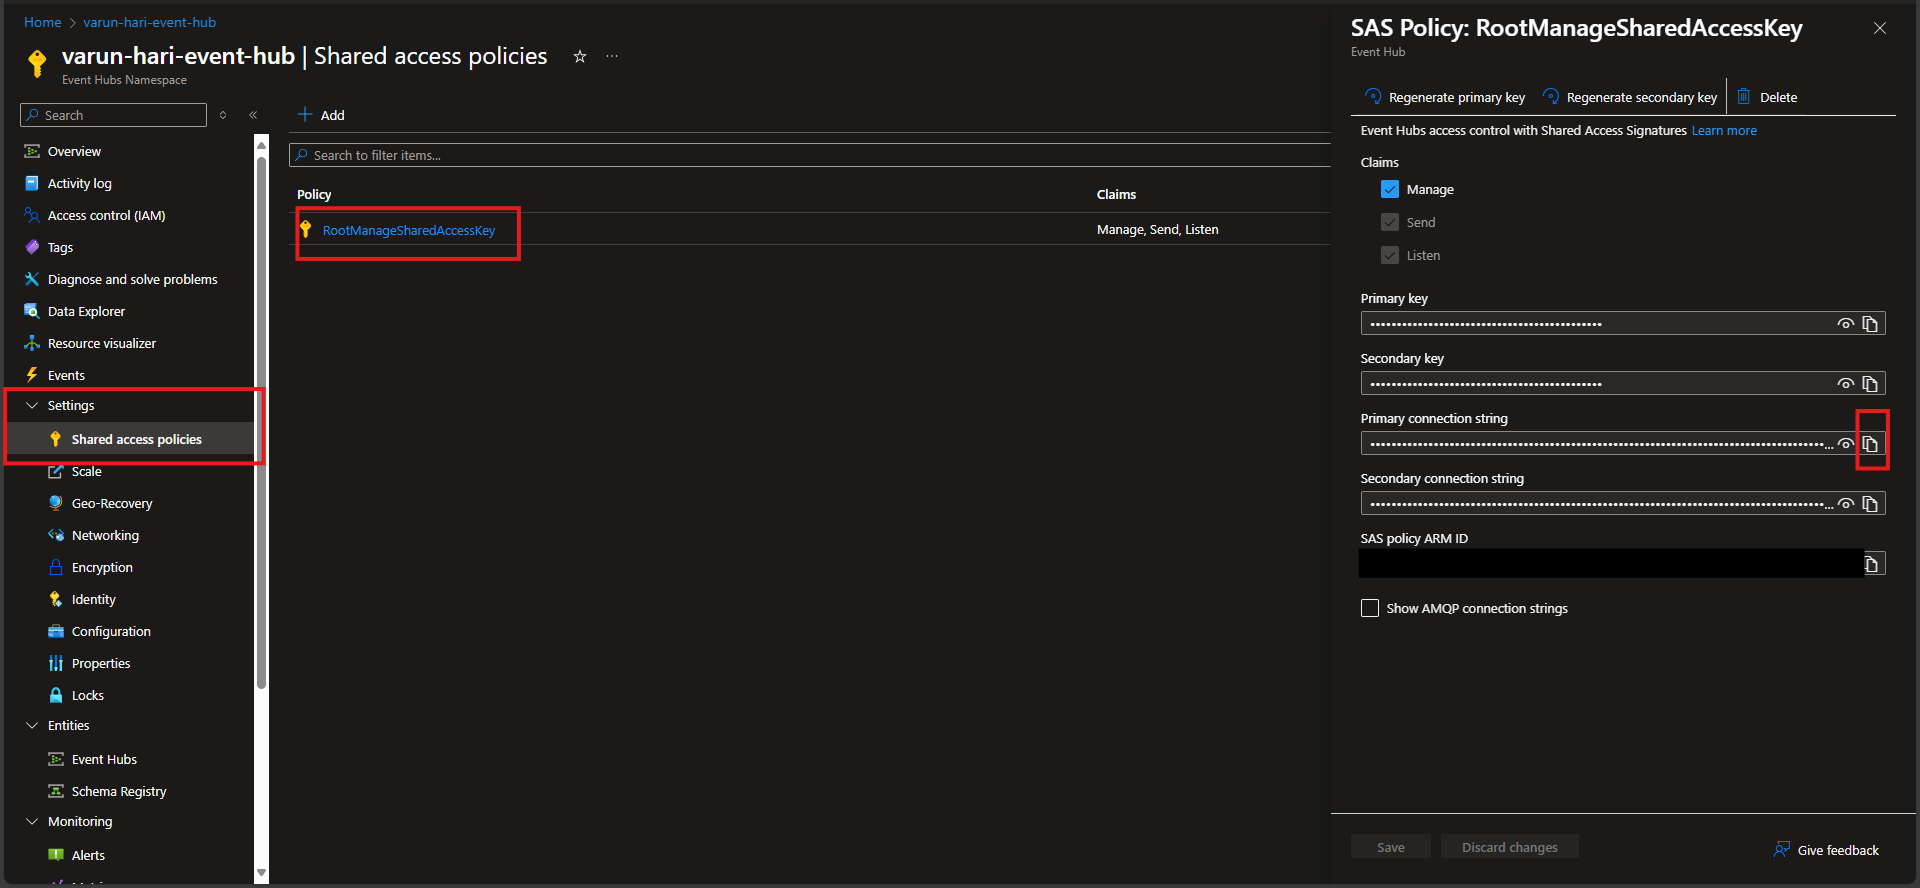 Home > varun-hari-event-hub
varun-hari-event-hub | Shared access policies
Event Hubs Namespace
Search
Overview
Activity log
Access control (IAM)
Tags
Diagnose and solve problems
Data Explorer
Resource visualizer
Events
Settings
Shared access policies
Scale
Geo-Recovery
Networking
Encryption
Identity
Configuration
Properties
Locks
Entities
Event Hubs
Schema Registry
Monitoring
Alerts
Add
Search to filter items...
Policy Claims
RootManageSharedAccessKey Manage, Send, Listen
SAS Policy: RootManageSharedAccessKey
Event Hub
Regenerate primary key Regenerate secondary key Delete
Event Hubs access control with Shared Access Signatures Learn more
Claims
Manage
Send
Listen
Primary key
Secondary key
Primary connection string
Secondary connection string
SAS policy ARM ID
Show AMQP connection strings
Save Discard changes
Give feedback